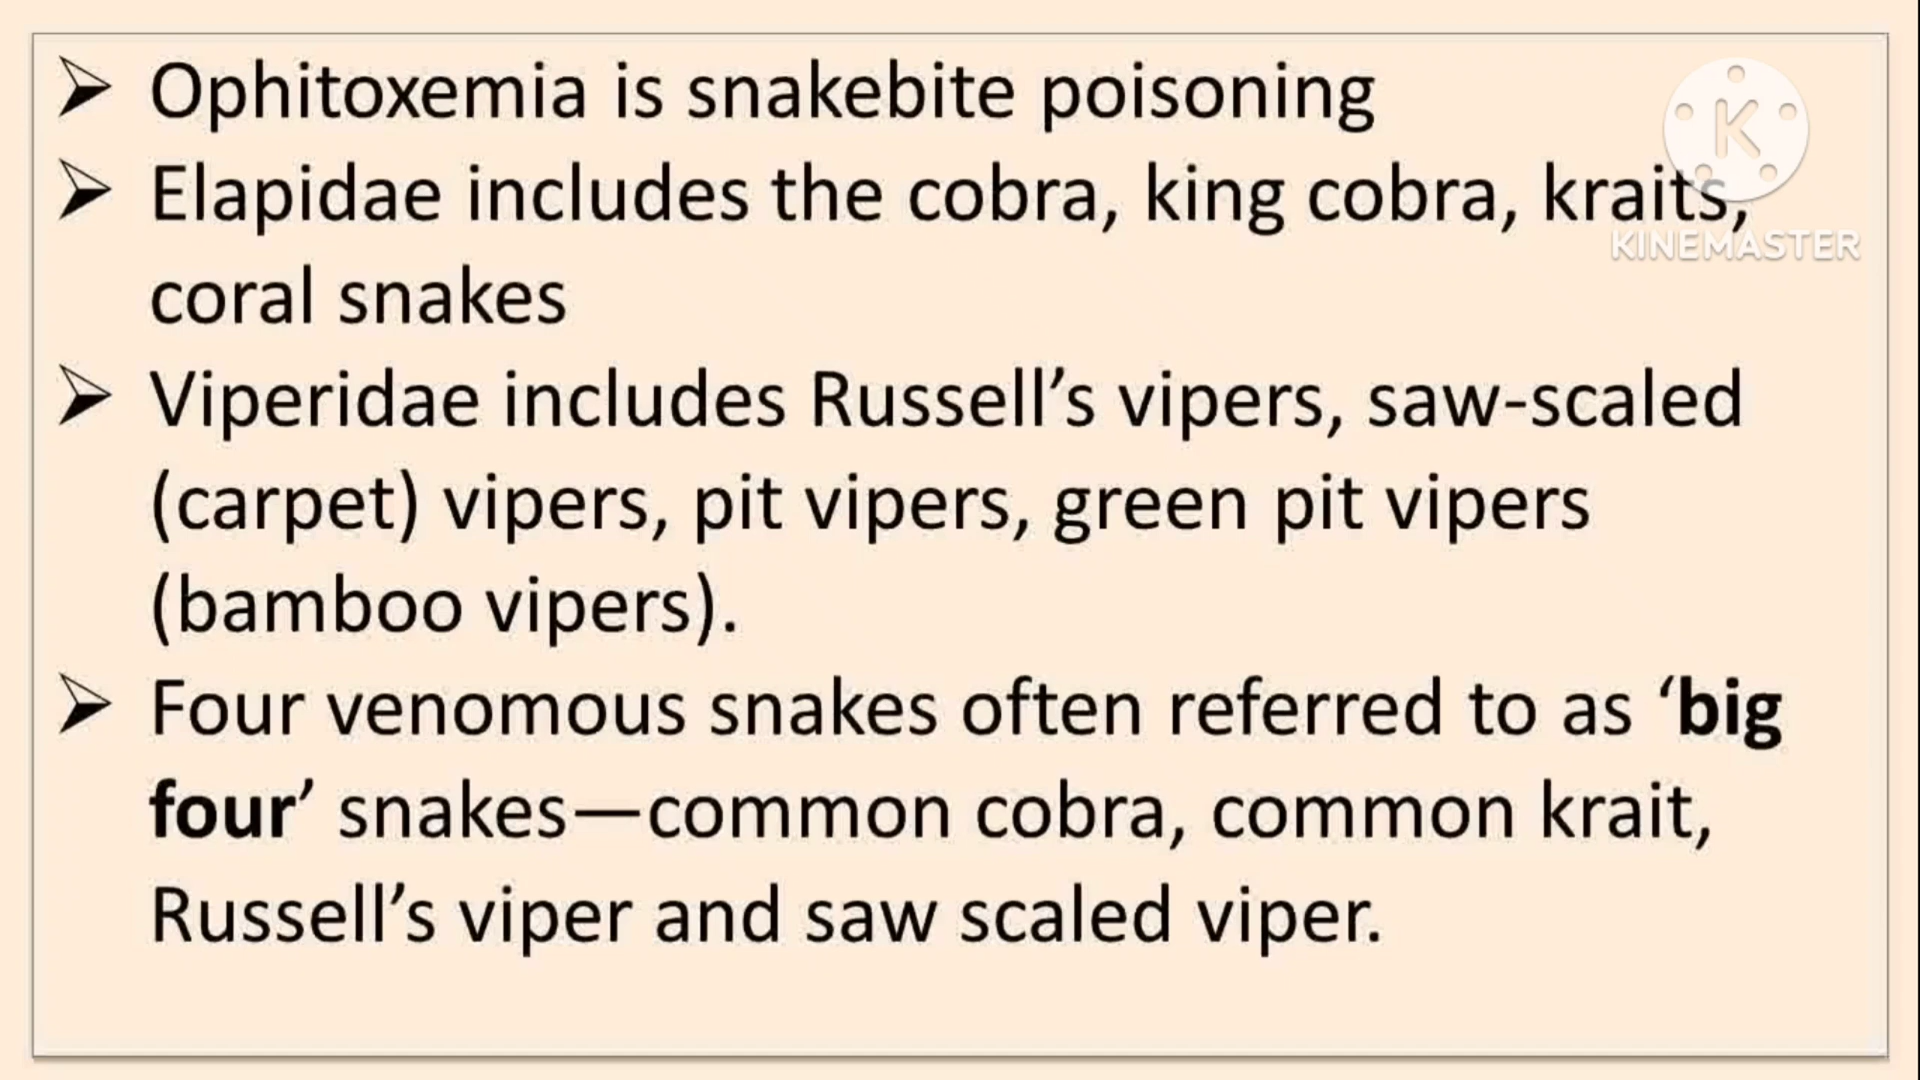 ➢ Ophitoxemia is snakebite poisoning
➢ Elapidae includes the cobra, king cobra, kraits,
coral snakes
➢ Viperidae includes Russell’s vipers, saw-scaled
(carpet) vipers, pit vipers, green pit vipers
(bamboo vipers).
➢ Four venomous snakes often referred to as ‘big
four’ snakes—common cobra, common krait,
Russell’s viper and saw scaled viper.
K
KINEMASTER